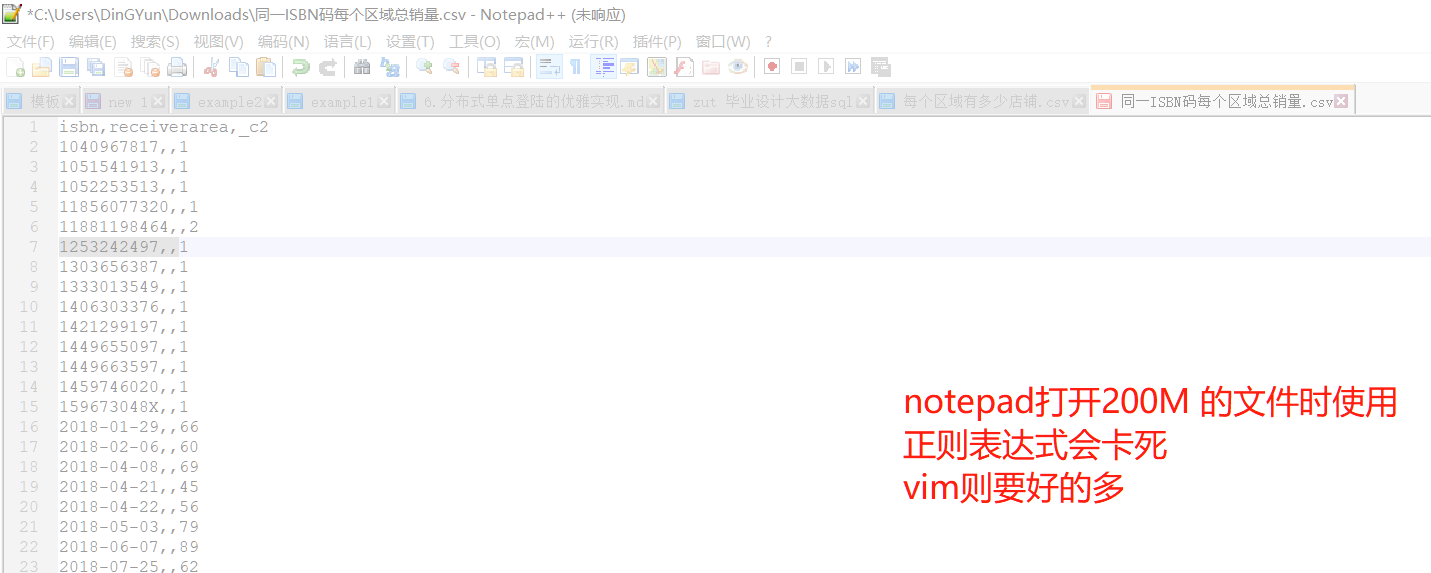 *C:\Users\DinGYun\Downloads\同一ISBN码每个区域总销量.csv - Notepad++ (未响应)
文件(F) 编辑(E) 搜索(S) 视图(V) 编码(N) 语言(L) 设置(T) 工具(O) 宏(M) 运行(R) 插件(P) 窗口(W) ?
模板 new 1 example2 example1 6.分布式单点登陆的优雅实现.md zut 毕业设计大数据sql 每个区域有多少店铺.csv 同一ISBN码每个区域总销量.csv
1 isbn,receiverarea,_c2
2 1040967817,,1
3 1051541913,,1
4 1052253513,,1
5 11856077320,,1
6 11881198464,,2
7 1253242497,,1
8 1303656387,,1
9 1333013549,,1
10 1406303376,,1
11 1421299197,,1
12 1449655097,,1
13 1449663597,,1
14 1459746020,,1
15 159673048X,,1
16 2018-01-29,,66
17 2018-02-06,,60
18 2018-04-08,,69
19 2018-04-21,,45
20 2018-04-22,,56
21 2018-05-03,,79
22 2018-06-07,,89
23 2018-07-25,,62
notepad打开200M 的文件时使用
正则表达式会卡死
vim则要好的多